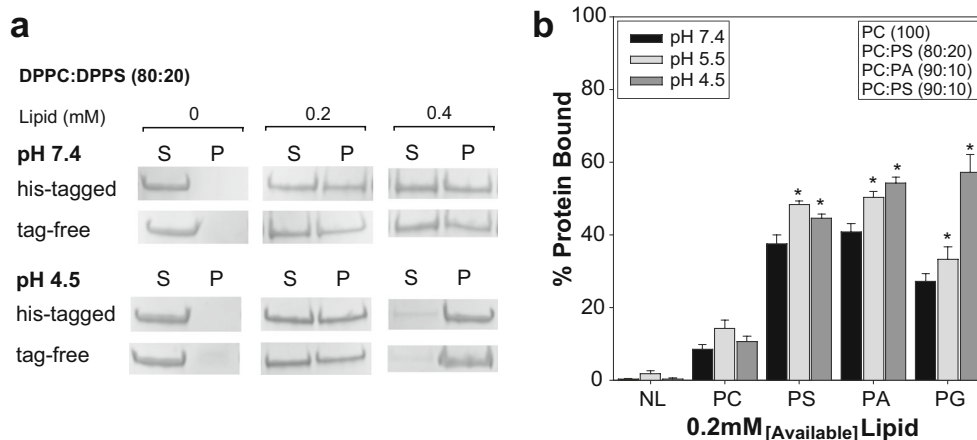 a
DPPC:DPPS (80:20)
Lipid (mM) 0 0.2 0.4
pH 7.4 S P S P S P
his-tagged
tag-free
pH 4.5 S P S P S P
his-tagged
tag-free
b
100
80
60
40
20
0
% Protein Bound
pH 7.4
pH 5.5
pH 4.5
PC (100)
PC:PS (80:20)
PC:PA (90:10)
PC:PS (90:10)
* * * * * *
NL PC PS PA PG
0.2mM[Available] Lipid